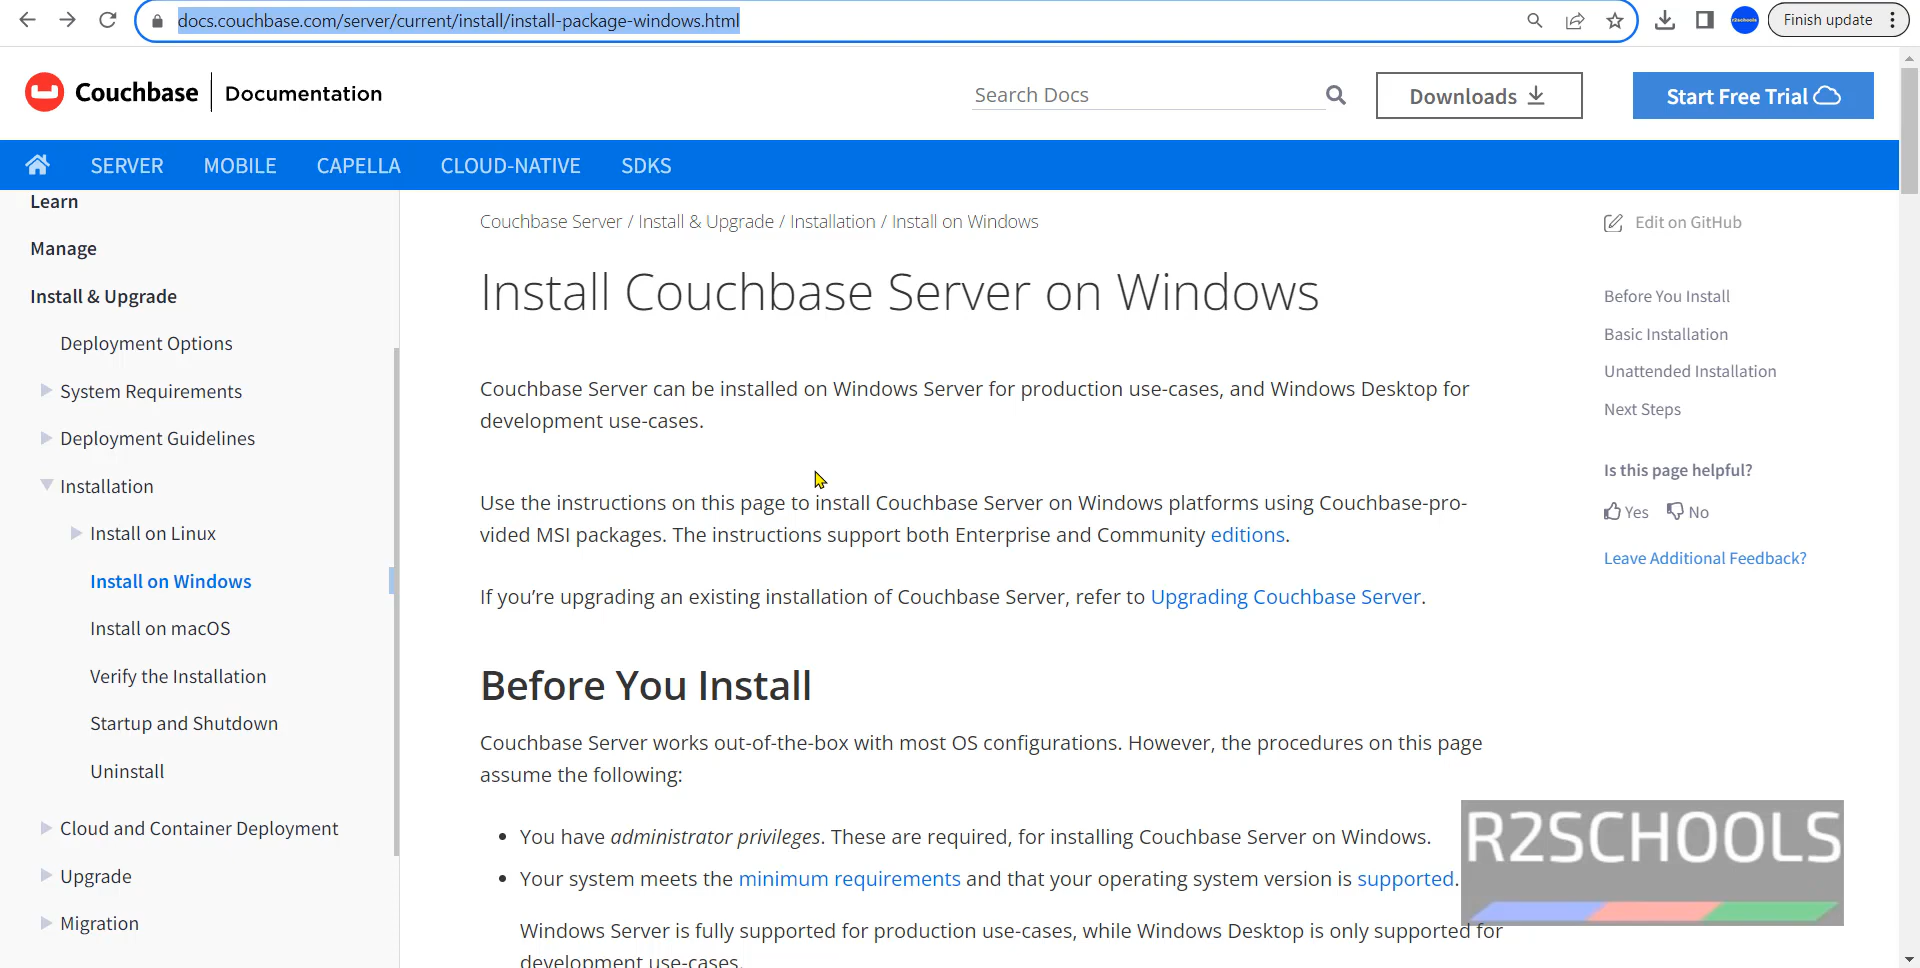 docs.couchbase.com/server/current/install/install-package-windows.html
Finish update
Couchbase | Documentation
Search Docs
Downloads
Start Free Trial
SERVER
MOBILE
CAPELLA
CLOUD-NATIVE
SDKS
Learn
Manage
Install & Upgrade
Deployment Options
System Requirements
Deployment Guidelines
Installation
Install on Linux
Install on Windows
Install on macOS
Verify the Installation
Startup and Shutdown
Uninstall
Cloud and Container Deployment
Upgrade
Migration
Couchbase Server / Install & Upgrade / Installation / Install on Windows
Install Couchbase Server on Windows
Couchbase Server can be installed on Windows Server for production use-cases, and Windows Desktop for
development use-cases.
Use the instructions on this page to install Couchbase Server on Windows platforms using Couchbase-pro-
vided MSI packages. The instructions support both Enterprise and Community editions.
If you’re upgrading an existing installation of Couchbase Server, refer to Upgrading Couchbase Server.
Before You Install
Couchbase Server works out-of-the-box with most OS configurations. However, the procedures on this page
assume the following:
• You have administrator privileges. These are required, for installing Couchbase Server on Windows.
• Your system meets the minimum requirements and that your operating system version is supported.
Windows Server is fully supported for production use-cases, while Windows Desktop is only supported for
development use-cases.
Edit on GitHub
Before You Install
Basic Installation
Unattended Installation
Next Steps
Is this page helpful?
Yes
No
Leave Additional Feedback?
R2SCHOOLS